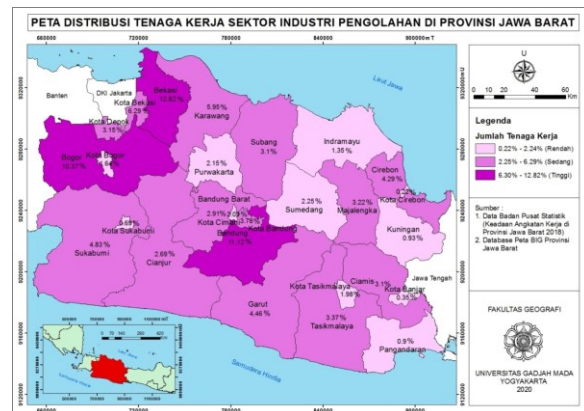 PETA DISTRIBUSI TENAGA KERJA SEKTOR INDUSTRI PENGOLAHAN DI PROVINSI JAWA BARAT
660000 720000 780000 840000 900000 mT
Banten
DKI Jakarta
Laut Jawa
Bekasi
12.82 %
Kota Bekasi
6.29 %
Kota Depok
3.15 %
Bogor
Kota Bogor
Karawang
5.95 %
Subang
3.1%
Indramayu
1.35 %
Purwakarta
2.15 %
Cirebon
4.29 %
Kota Cirebon
Bandung Barat
2.91%
Kota Cimahi
Kota Bandung
Bandung
Sumedang
2.25 %
Majalengka
3.22 %
Kuningan
0.93 %
Kota Sukabumi
Sukabumi
4.83 %
Cianjur
2.69 %
Jawa Tengah
Garut
4.46 %
Kota Tasikmalaya
1.98 %
Tasikmalaya
3.37 %
Ciamis
3.1%
Kota Banjar
0.35 %
Pangandaran
0.9 %
Samudera Hindia
U
0 10 20 40 60
Km
Legenda
Jumlah Tenaga Kerja
0.22% - 2.24% (Rendah)
2.25% - 6.29% (Sedang)
6.30% - 12.82% (Tinggi)
Sumber :
1. Data Badan Pusat Statistik
(Keadaan Angkatan Kerja di
Provinsi Jawa Barat 2018)
2. Database Peta BIG Provinsi
Jawa Barat
FAKULTAS GEOGRAFI
UNIVERSITAS GADJAH MADA
YOGYAKARTA
2020